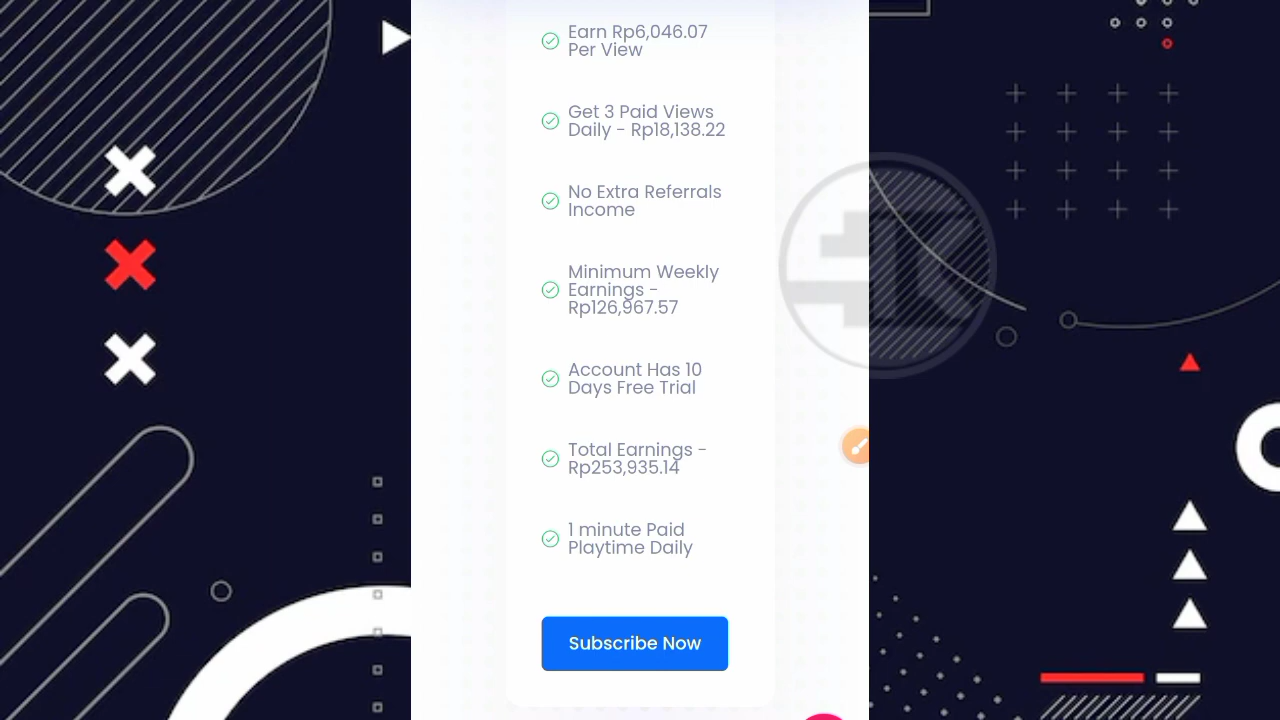 Earn Rp6,046.07
Per View
Get 3 Paid Views
Daily - Rp18,138.22
No Extra Referrals
Income
Minimum Weekly
Earnings -
Rp126,967.57
Account Has 10
Days Free Trial
Total Earnings -
Rp253,935.14
1 minute Paid
Playtime Daily
Subscribe Now